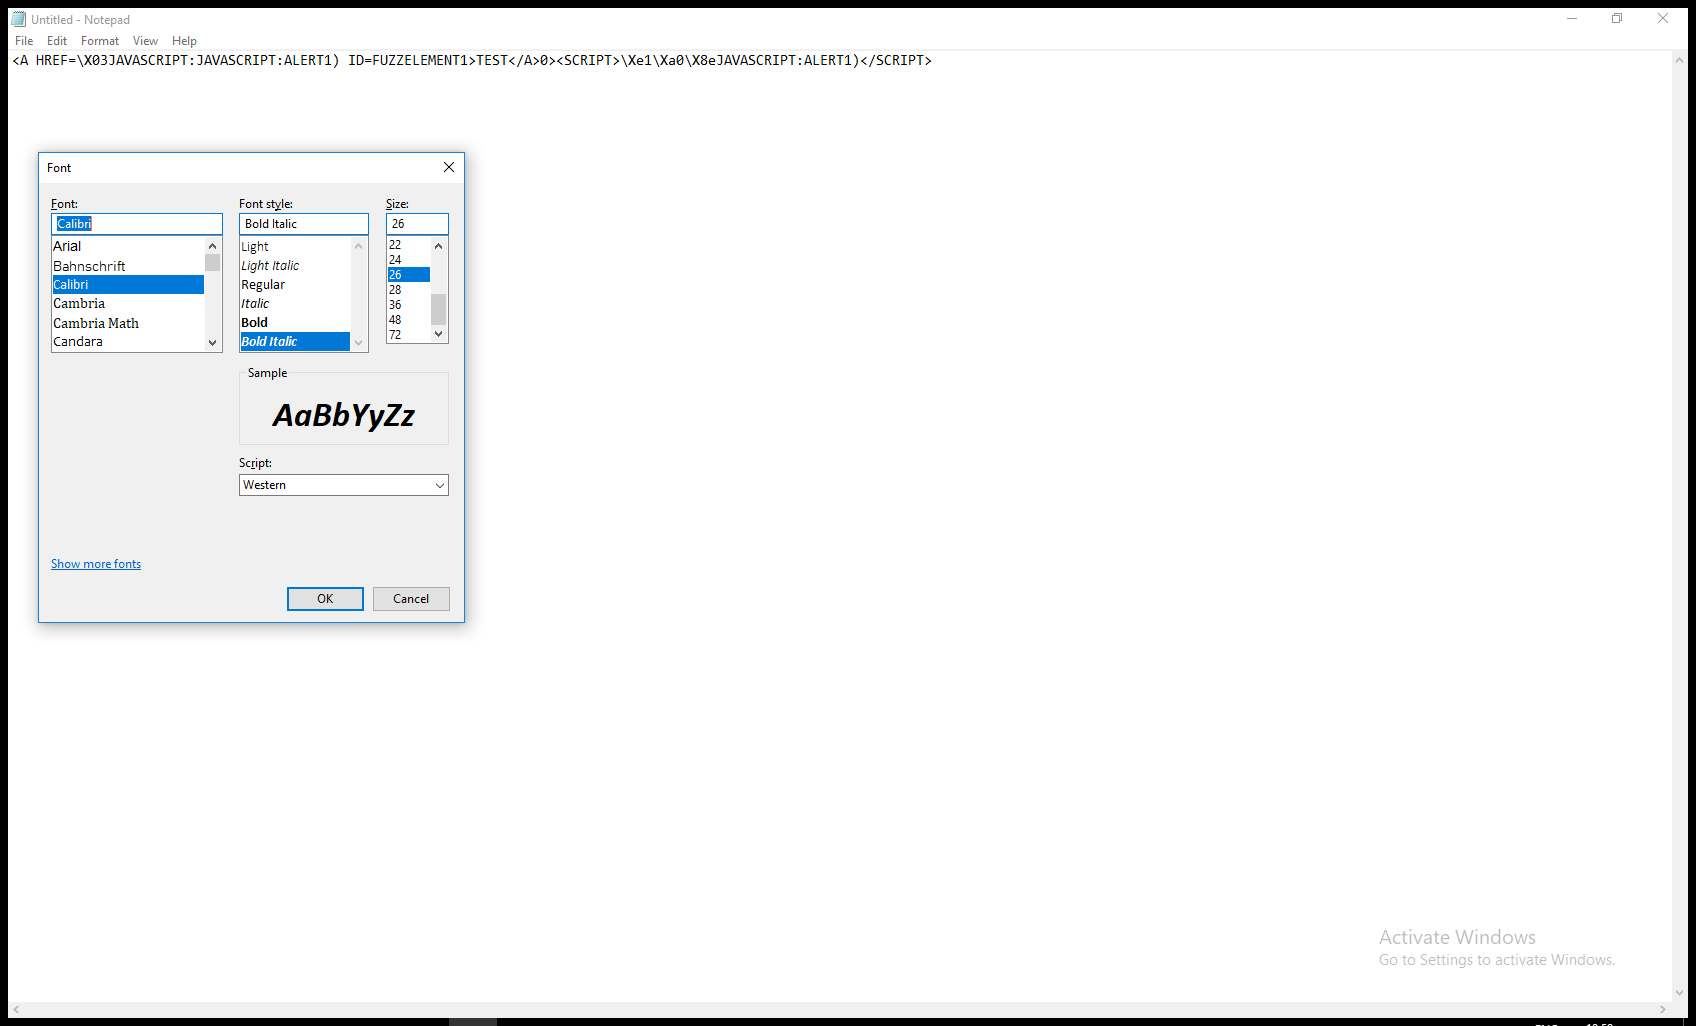 Untitled - Notepad
File Edit Format View Help
<A HREF=\X03JAVASCRIPT:JAVASCRIPT:ALERT1) ID=FUZZELEMENT1>TEST</A>0><SCRIPT>\Xe1\Xa0\X8eJAVASCRIPT:ALERT1)</SCRIPT>
Font
Font: Font style: Size:
Calibri Bold Italic 26
Arial
Bahnschrift
Calibri
Cambria
Cambria Math
Candara
Light
Light Italic
Regular
Italic
Bold
Bold Italic
22
24
26
28
36
48
72
Sample
AaBbYyZz
Script:
Western
Show more fonts
OK Cancel
Activate Windows
Go to Settings to activate Windows.